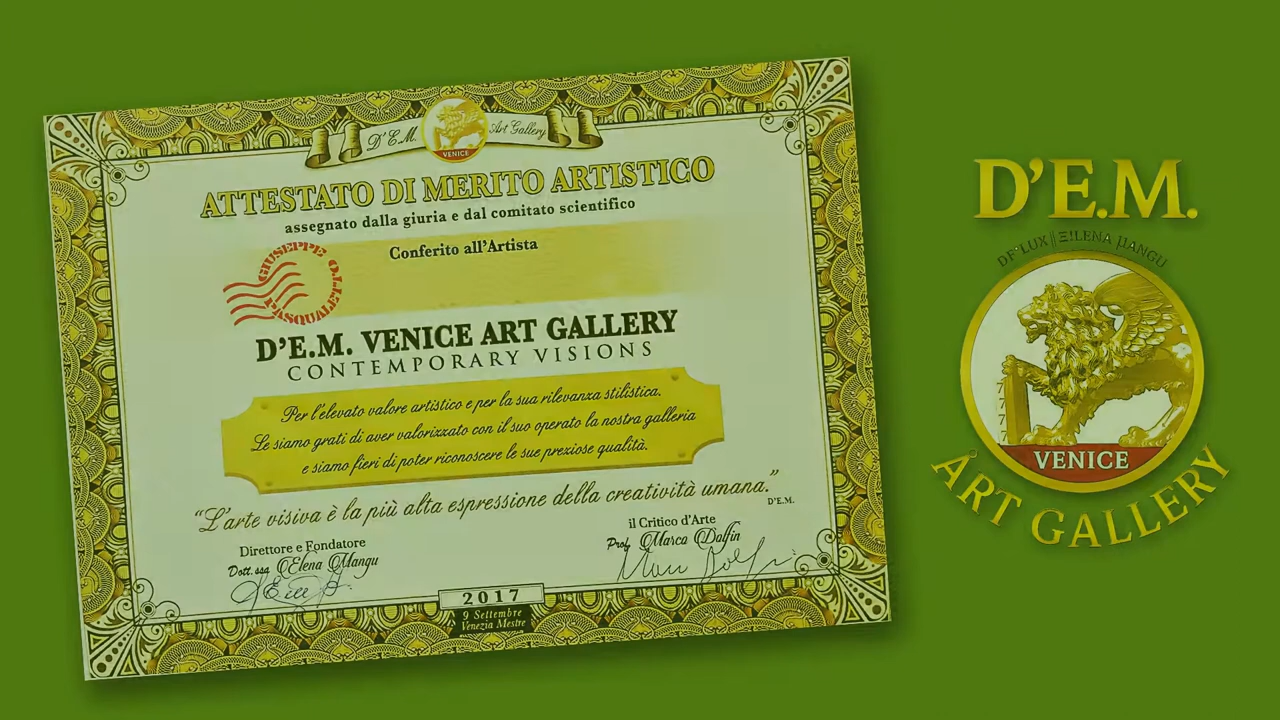 D'E.M.
Art Gallery
VENICE
ATTESTATO DI MERITO ARTISTICO
assegnato dalla giuria e dal comitato scientifico
Conferito all'Artista
GIUSEPPE O.
PASQUALETTO
D'E.M. VENICE ART GALLERY
CONTEMPORARY VISIONS
Per l'elevato valore artistico e per la sua rilevanza stilistica.
Le siamo grati di aver valorizzato con il suo operato la nostra galleria
e siamo fieri di poter riconoscere le sue preziose qualità.
“L'arte visiva è la più alta espressione della creatività umana.”
D'E.M.
Direttore e Fondatore
Dott.ssa Elena Mangu
il Critico d'Arte
Prof. Marco Dolfin
2017
9 Settembre
Venezia Mestre
D'E.M.
VENICE
ART GALLERY